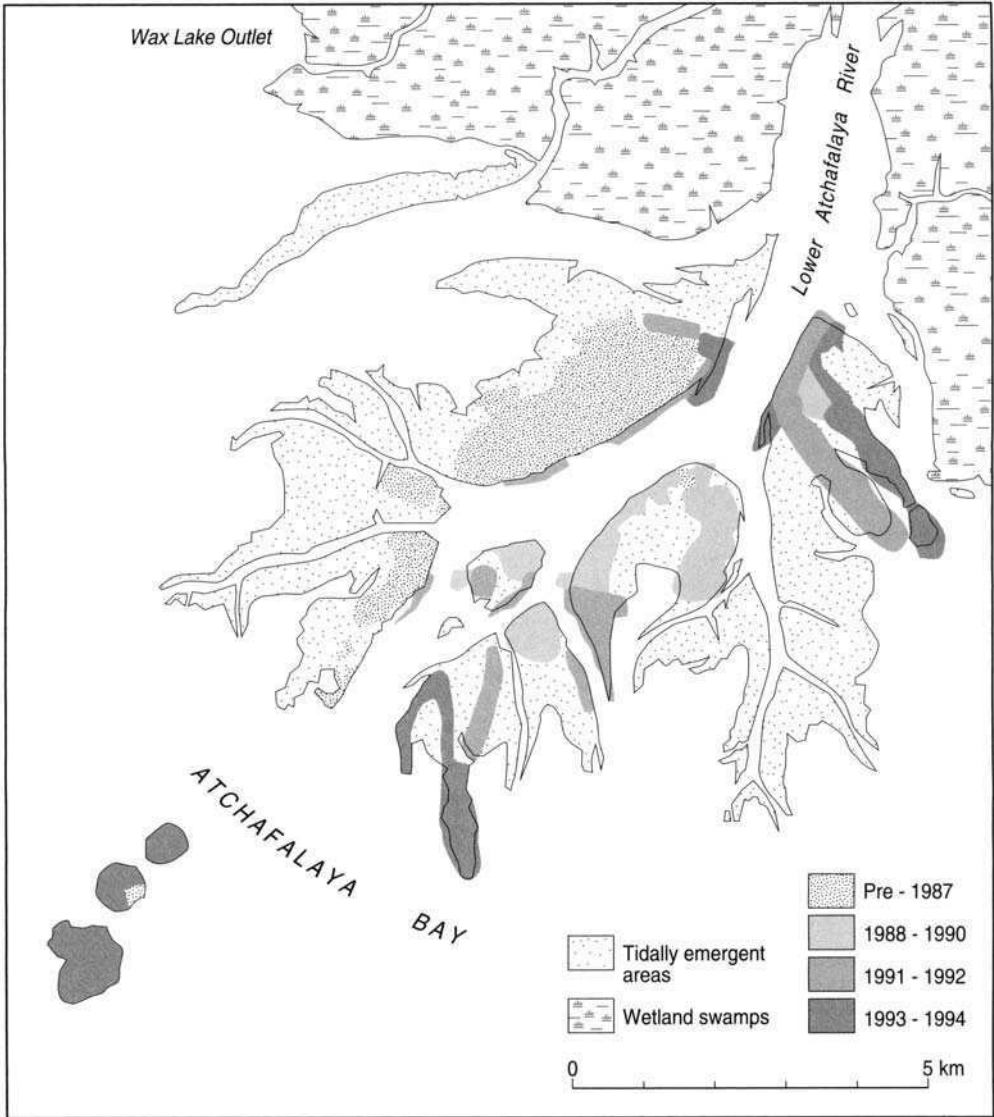 Wax Lake Outlet
Lower Atchafalaya River
ATCHAFALAYA
BAY
Tidally emergent
areas
Wetland swamps
Pre - 1987
1988 - 1990
1991 - 1992
1993 - 1994
0
5 km